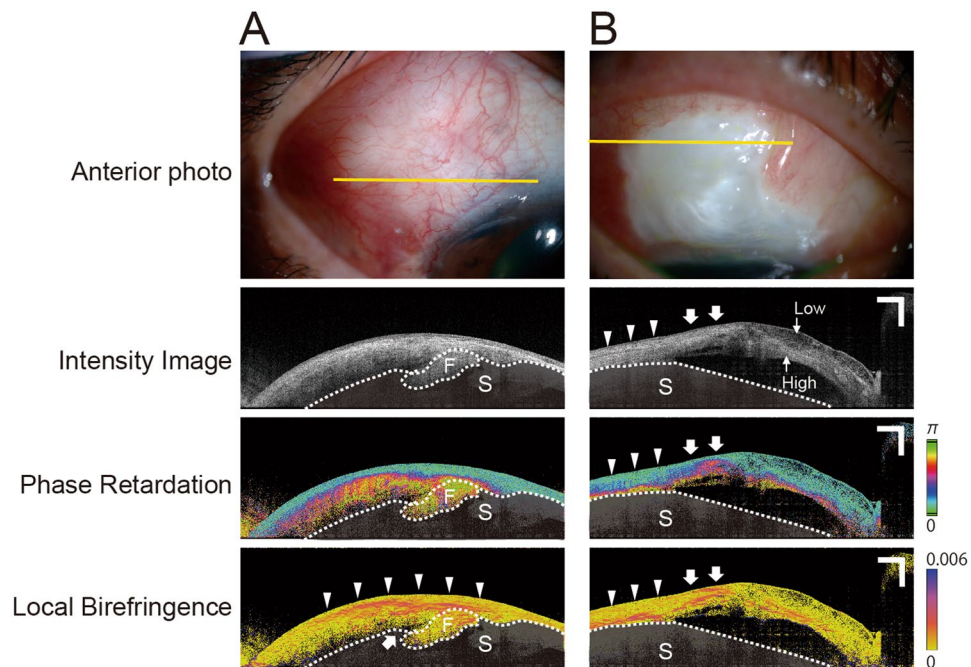 A B
Anterior photo
Intensity Image
F
S
S
Low
High
Phase Retardation
F
S
S
π
0
Local Birefringence
F
S
S
0.006
0